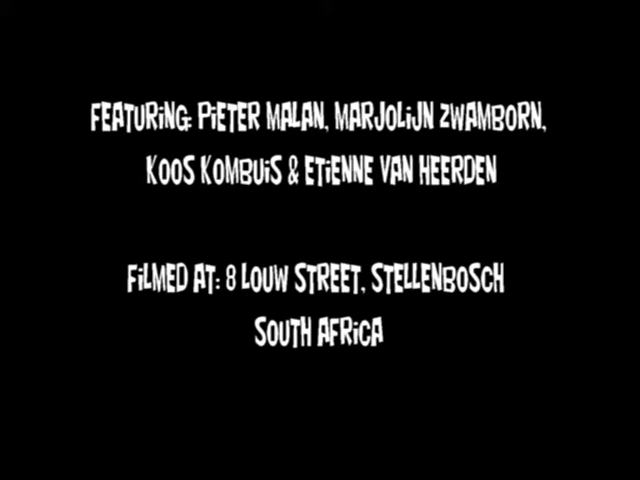 FEATURING: PIETER MALAN, MARJOLIJN ZWAMBORN,
KOOS KOMBUIS & ETIENNE VAN HEERDEN
FILMED AT: 8 LOUW STREET, STELLENBOSCH
SOUTH AFRICA